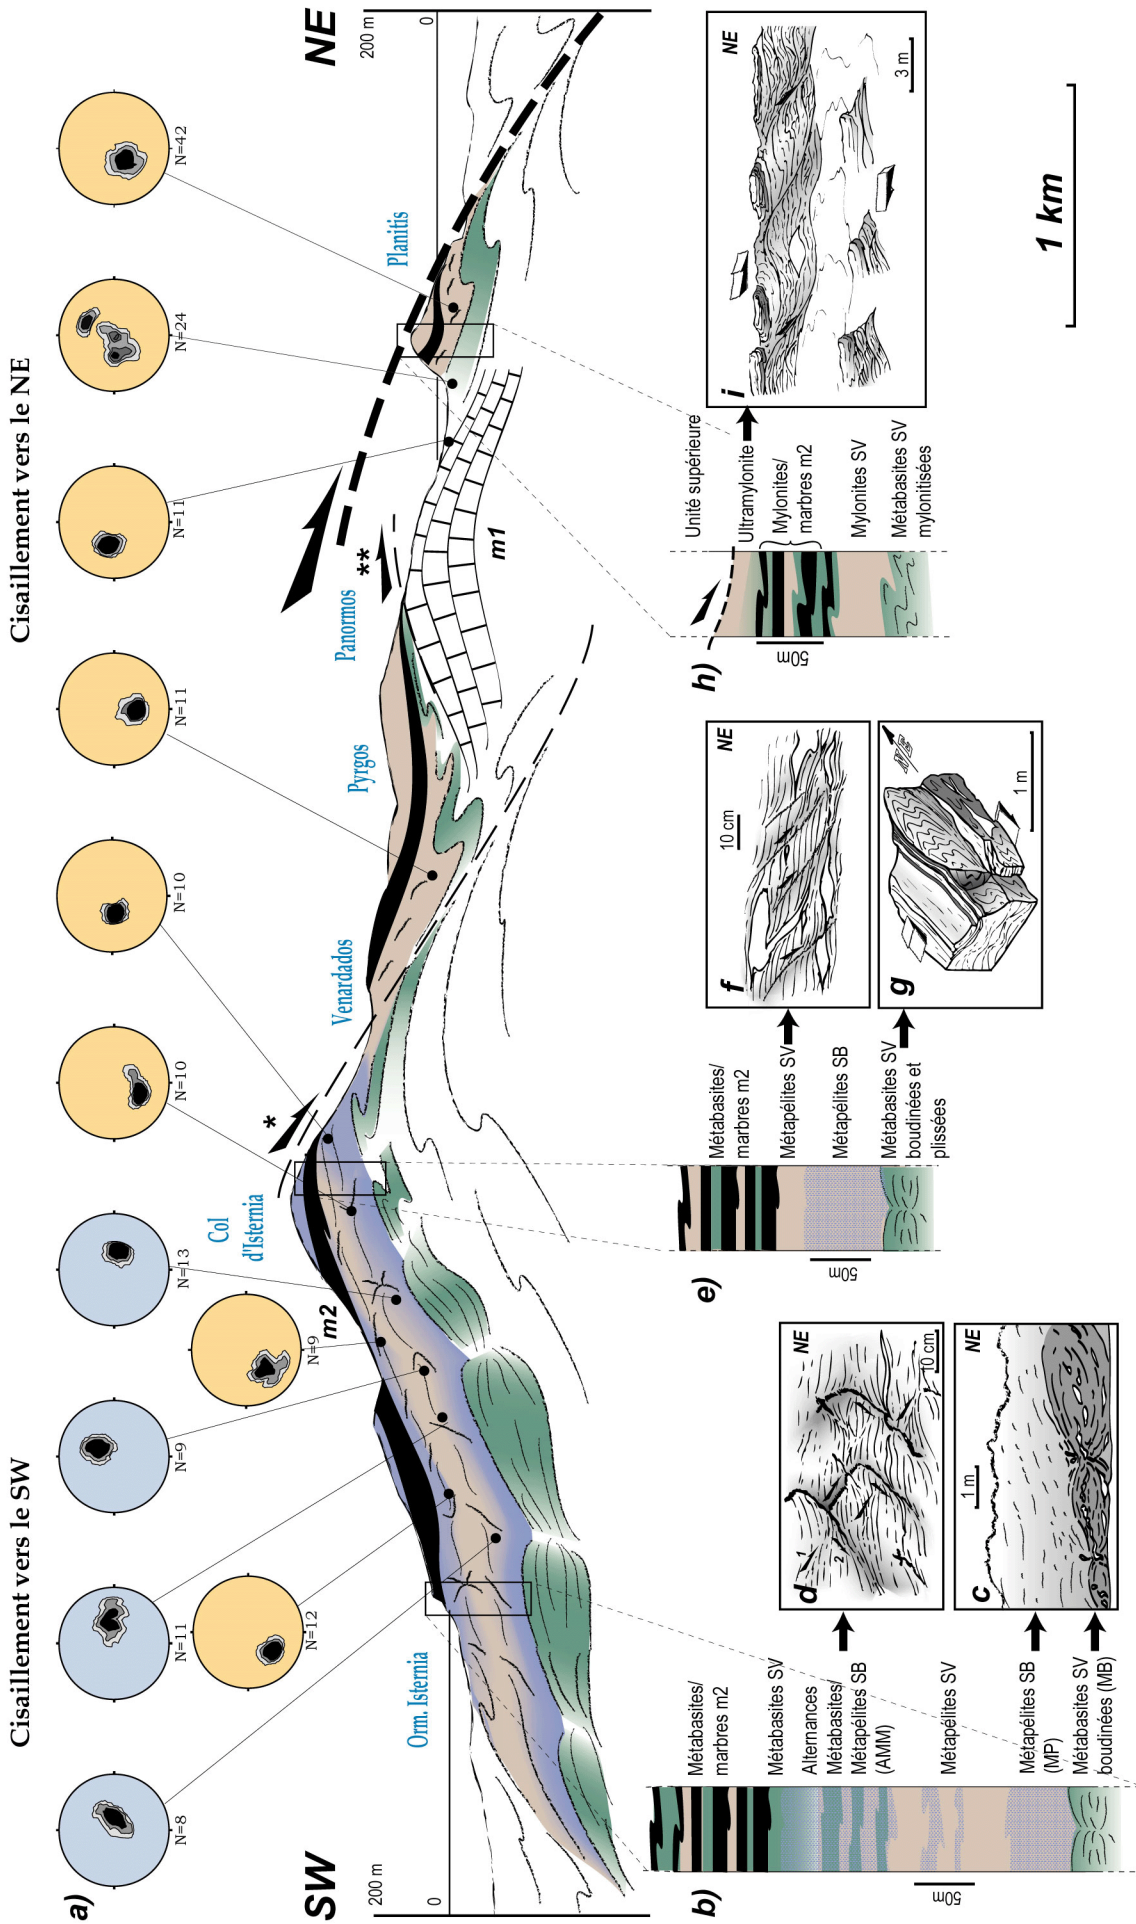 Cisaillement vers le SW
Cisaillement vers le NE
a)
N=8
N=11
N=12
N=9
N=9
N=13
N=10
N=10
N=11
N=11
N=24
N=42
SW
NE
200 m
0
200 m
0
Orm. Isternia
m2
Col
d'Isternia
*
Venardados
Pyrgos
Panormos
**
m1
Planitis
b)
50m
Métabasites/
marbres m2
Métabasites SV
Alternances
Métabasites/
Métapélites SB
(AMM)
Métapélites SV
Métapélites SB
(MP)
Métabasites SV
boudinées (MB)
d
1
2
NE
10 cm
c
1 m
NE
e)
50m
Métabasites/
marbres m2
Métapélites SV
Métapélites SB
Métabasites SV
boudinées et
plissées
f
10 cm
NE
g
1 m
h)
50m
Unité supérieure
Ultramylonite
Mylonites/
marbres m2
Mylonites SV
Métabasites SV
mylonitisées
i
NE
3 m
1 km